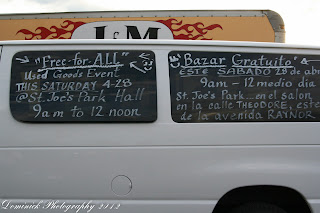 J & M
"Free-for-ALL"
Used Goods Event
THIS SATURDAY 4-28
@ St. Joe's Park Hall
9am to 12 noon
"Bazar Gratuito"
ESTE SABADO 28 de abril
9am - 12 medio dia
St. Joe's Park...en el salon
en la calle THEODORE, este
de la avenida RAYNOR
Dominick Photography 2012